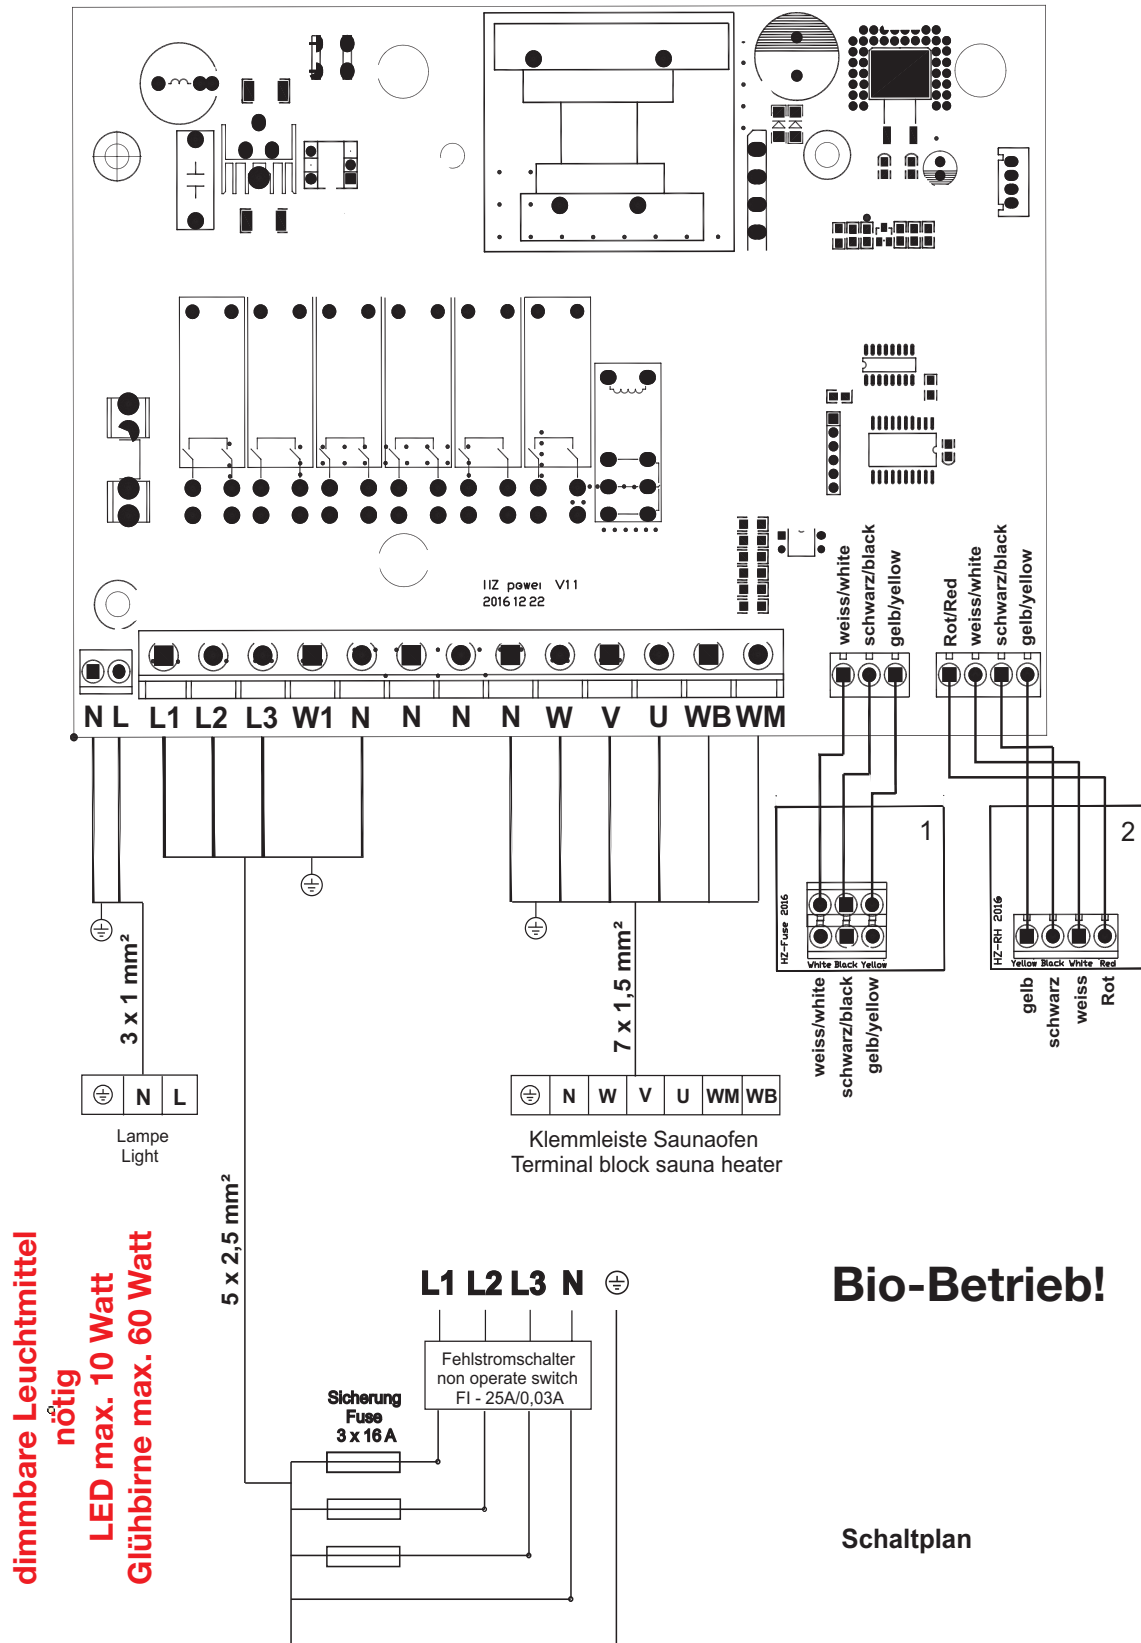 IIZ power V11
2016 12 22
weiss/white
schwarz/black
gelb/yellow
Rot/Red
weiss/white
schwarz/black
gelb/yellow
N L L1 L2 L3 W1 N N N N W V U WB WM
1
2
HZ-Fuse 2016
HZ-RH 2016
White Black Yellow
Yellow Black White Red
weiss/white
schwarz/black
gelb/yellow
gelb
schwarz
weiss
Rot
3 x 1 mm²
7 x 1,5 mm²
N L
N W V U WM WB
Lampe
Light
Klemmleiste Saunaofen
Terminal block sauna heater
5 x 2,5 mm²
dimmbare Leuchtmittel
nötig
LED max. 10 Watt
Glühbirne max. 60 Watt
L1 L2 L3 N
Fehlstromschalter
non operate switch
FI - 25A/0,03A
Sicherung
Fuse
3 x 16 A
Bio-Betrieb!
Schaltplan